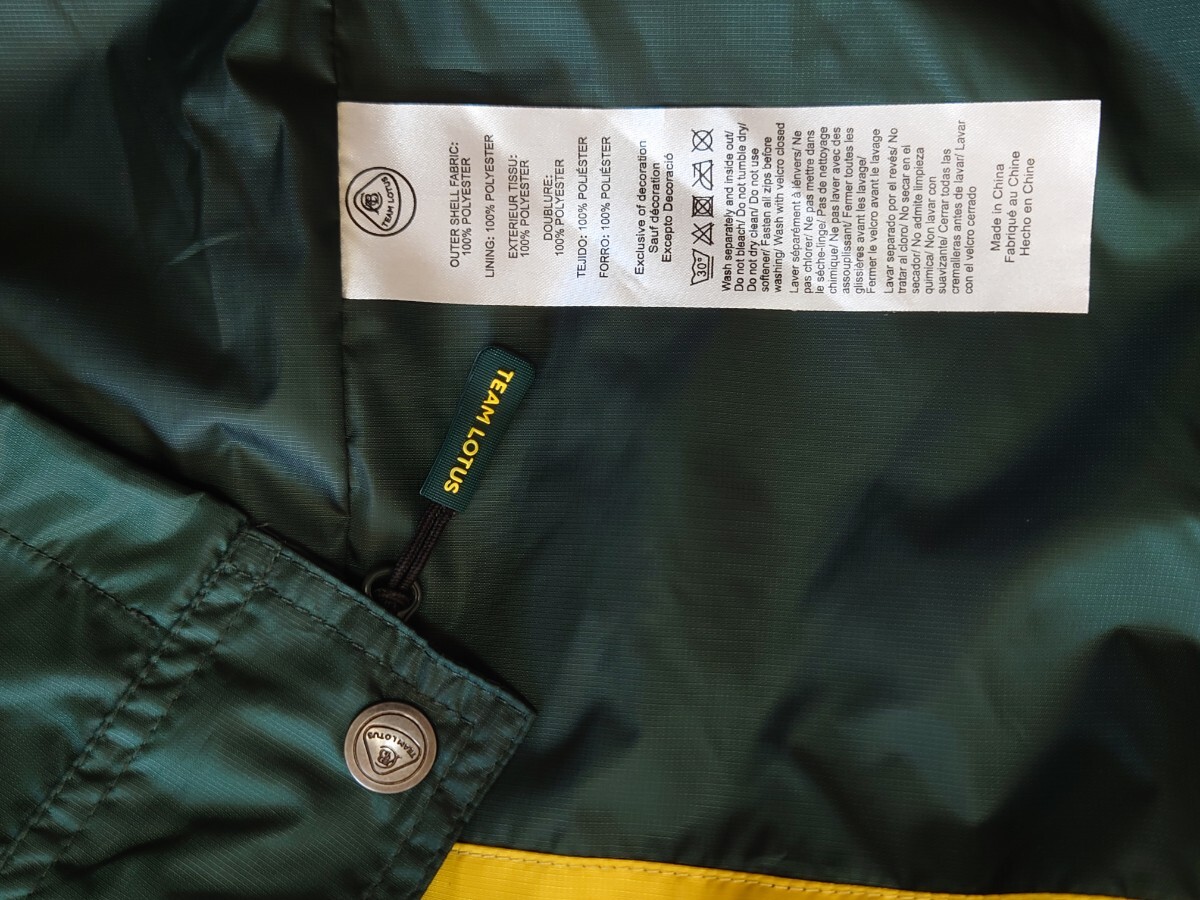 TEAM LOTUS
OUTER SHELL FABRIC:
100% POLYESTER
LINING: 100% POLYESTER
EXTERIEUR TISSU:
100% POLYESTER
DOUBLURE:
100% POLYESTER
TEJIDO: 100% POLIÉSTER
FORRO: 100% POLIÉSTER
Exclusive of decoration
Sauf décoration
Excepto Decoració
30°
Wash separately and inside out/
Do not bleach/ Do not tumble dry/
Do not dry clean/ Do not use
softener/ Fasten all zips before
washing/ Wash with velcro closed
Laver séparément à lénvers/ Ne
pas chlorer/ Ne pas mettre dans
le sèche-linge/ Pas de nettoyage
chimique/ Ne pas laver avec des
assouplissant/ Fermer toutes les
glissières avant les lavage/
Fermer le velcro avant le lavage
Lavar separado por el revés/ No
tratar al cloro/ No secar en el
secador/ No admite limpieza
quimica/ Non lavar con
suavizante/ Cerrar todas las
cremalleras antes de lavar/ Lavar
con el velcro cerrado
Made in China
Fabriqué au Chine
Hecho en Chine
TEAM LOTUS
TEAM LOTUS